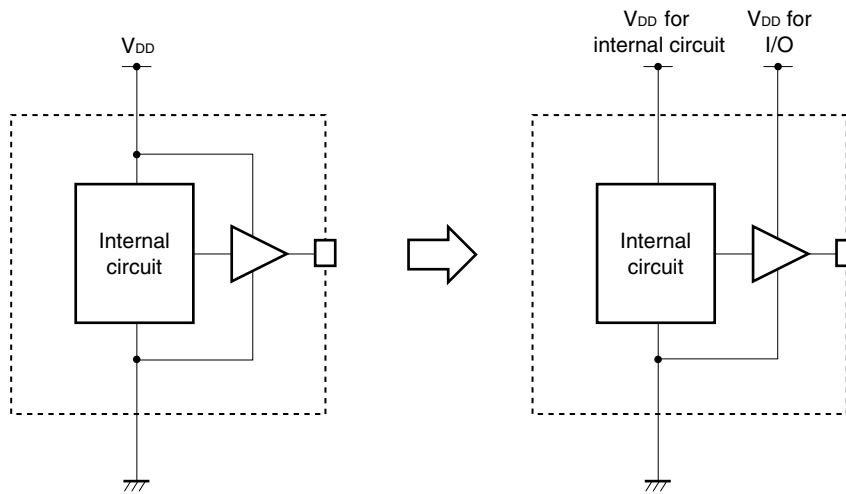 VDD
Internal
circuit
VDD for
internal circuit
VDD for
I/O
Internal
circuit